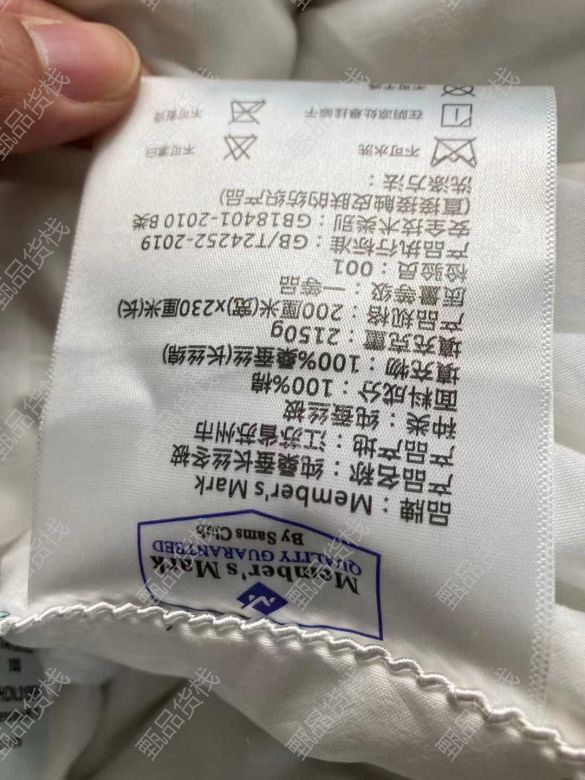 Member's Mark
QUALITY GUARANTEED
By Sams Club
品牌：Member's Mark
产品名称：纯桑蚕长丝冬被
产品产地：江苏省苏州市
种类：纯蚕丝被
面料成分：100%棉
填充物：100%桑蚕丝(长丝绵)
填充克重：2150g
产品规格：200厘米(宽)x230厘米(长)
质量等级：一等品
检验员：001
产品执行标准：GB/T24252-2019
安全技术类别：GB18401-2010 B类
(直接接触皮肤的纺织产品)
洗涤方法：
不可水洗 不可漂白
在阴凉处悬挂晾干 不可熨烫
甄品货栈